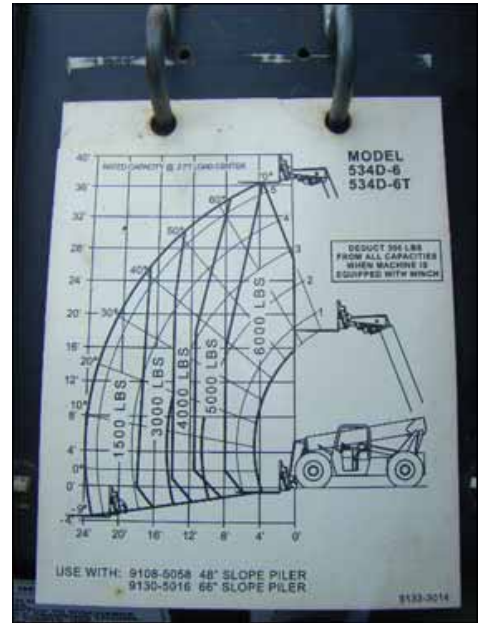 40'
RATED CAPACITY @ LOAD CENTER
MODEL
534D-6
534D-6T
70°
36'
60°
5
4
32'
50°
DEDUCT LBS
FROM ALL CAPACITIES
WHEN MACHINE IS
EQUIPPED WITH WINCH
28'
3
40°
2
24'
30°
20'
1
16'
20°
12'
8'
10°
4'
0°
0'
-4'
1500 LBS
3000 LBS
4000 LBS
5000 LBS
6000 LBS
24' 20' 16' 12' 8' 4' 0'
USE WITH: 9108-5058 48" SLOPE PILER
9130-5016 66" SLOPE PILER
9133-3014